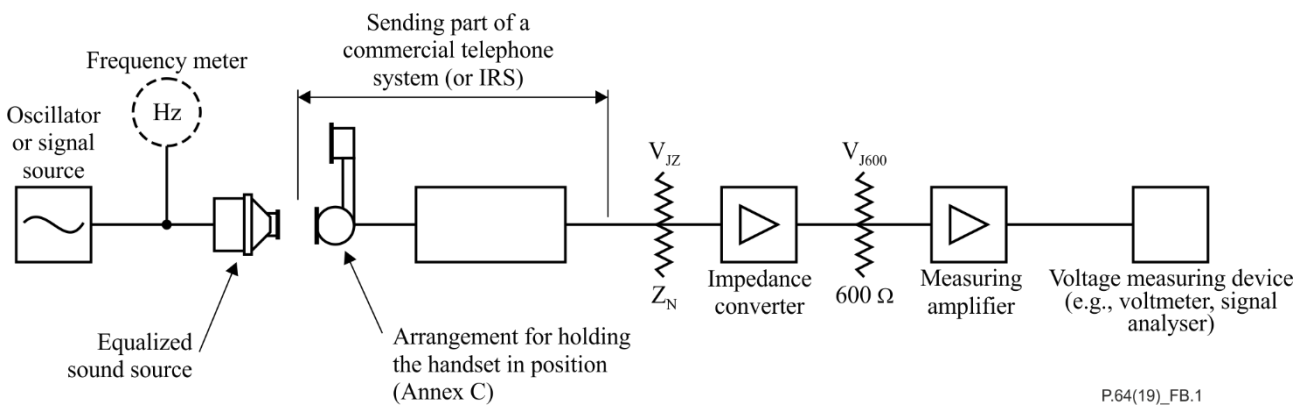 Sending part of a
commercial telephone
system (or IRS)
Frequency meter
Hz
Oscillator
or signal
source
V_JZ
V_J600
Z_N
Impedance
converter
600 Ω
Measuring
amplifier
Voltage measuring device
(e.g., voltmeter, signal
analyser)
Equalized
sound source
Arrangement for holding
the handset in position
(Annex C)
P.64(19)_FB.1